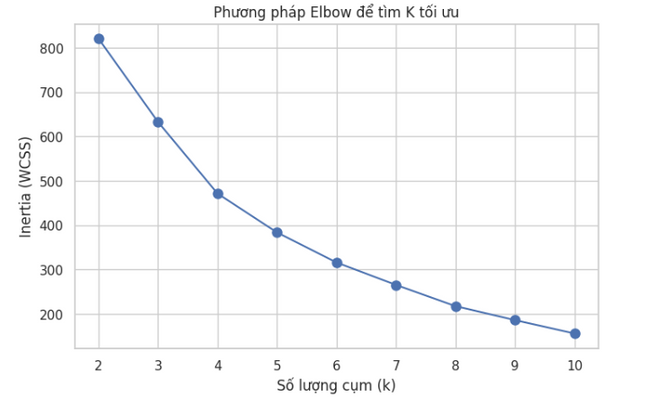 Phương pháp Elbow để tìm K tối ưu
800
700
600
500
400
300
200
Inertia (WCSS)
2 3 4 5 6 7 8 9 10
Số lượng cụm (k)